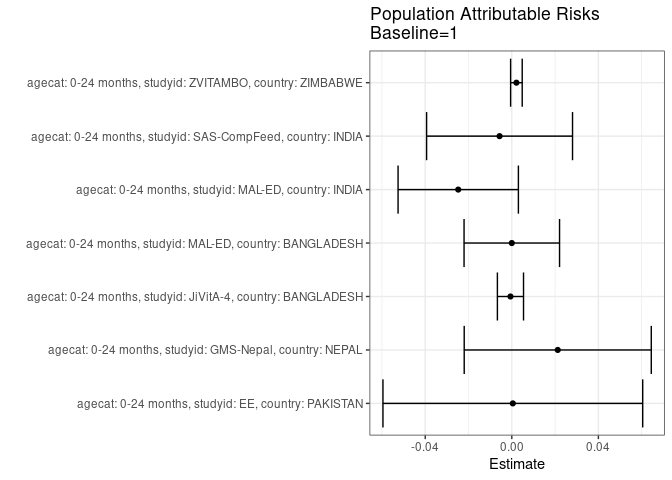 Population Attributable Risks
Baseline=1
agecat: 0-24 months, studyid: ZVITAMBO, country: ZIMBABWE
agecat: 0-24 months, studyid: SAS-CompFeed, country: INDIA
agecat: 0-24 months, studyid: MAL-ED, country: INDIA
agecat: 0-24 months, studyid: MAL-ED, country: BANGLADESH
agecat: 0-24 months, studyid: JiVitA-4, country: BANGLADESH
agecat: 0-24 months, studyid: GMS-Nepal, country: NEPAL
agecat: 0-24 months, studyid: EE, country: PAKISTAN
-0.04 0.00 0.04
Estimate